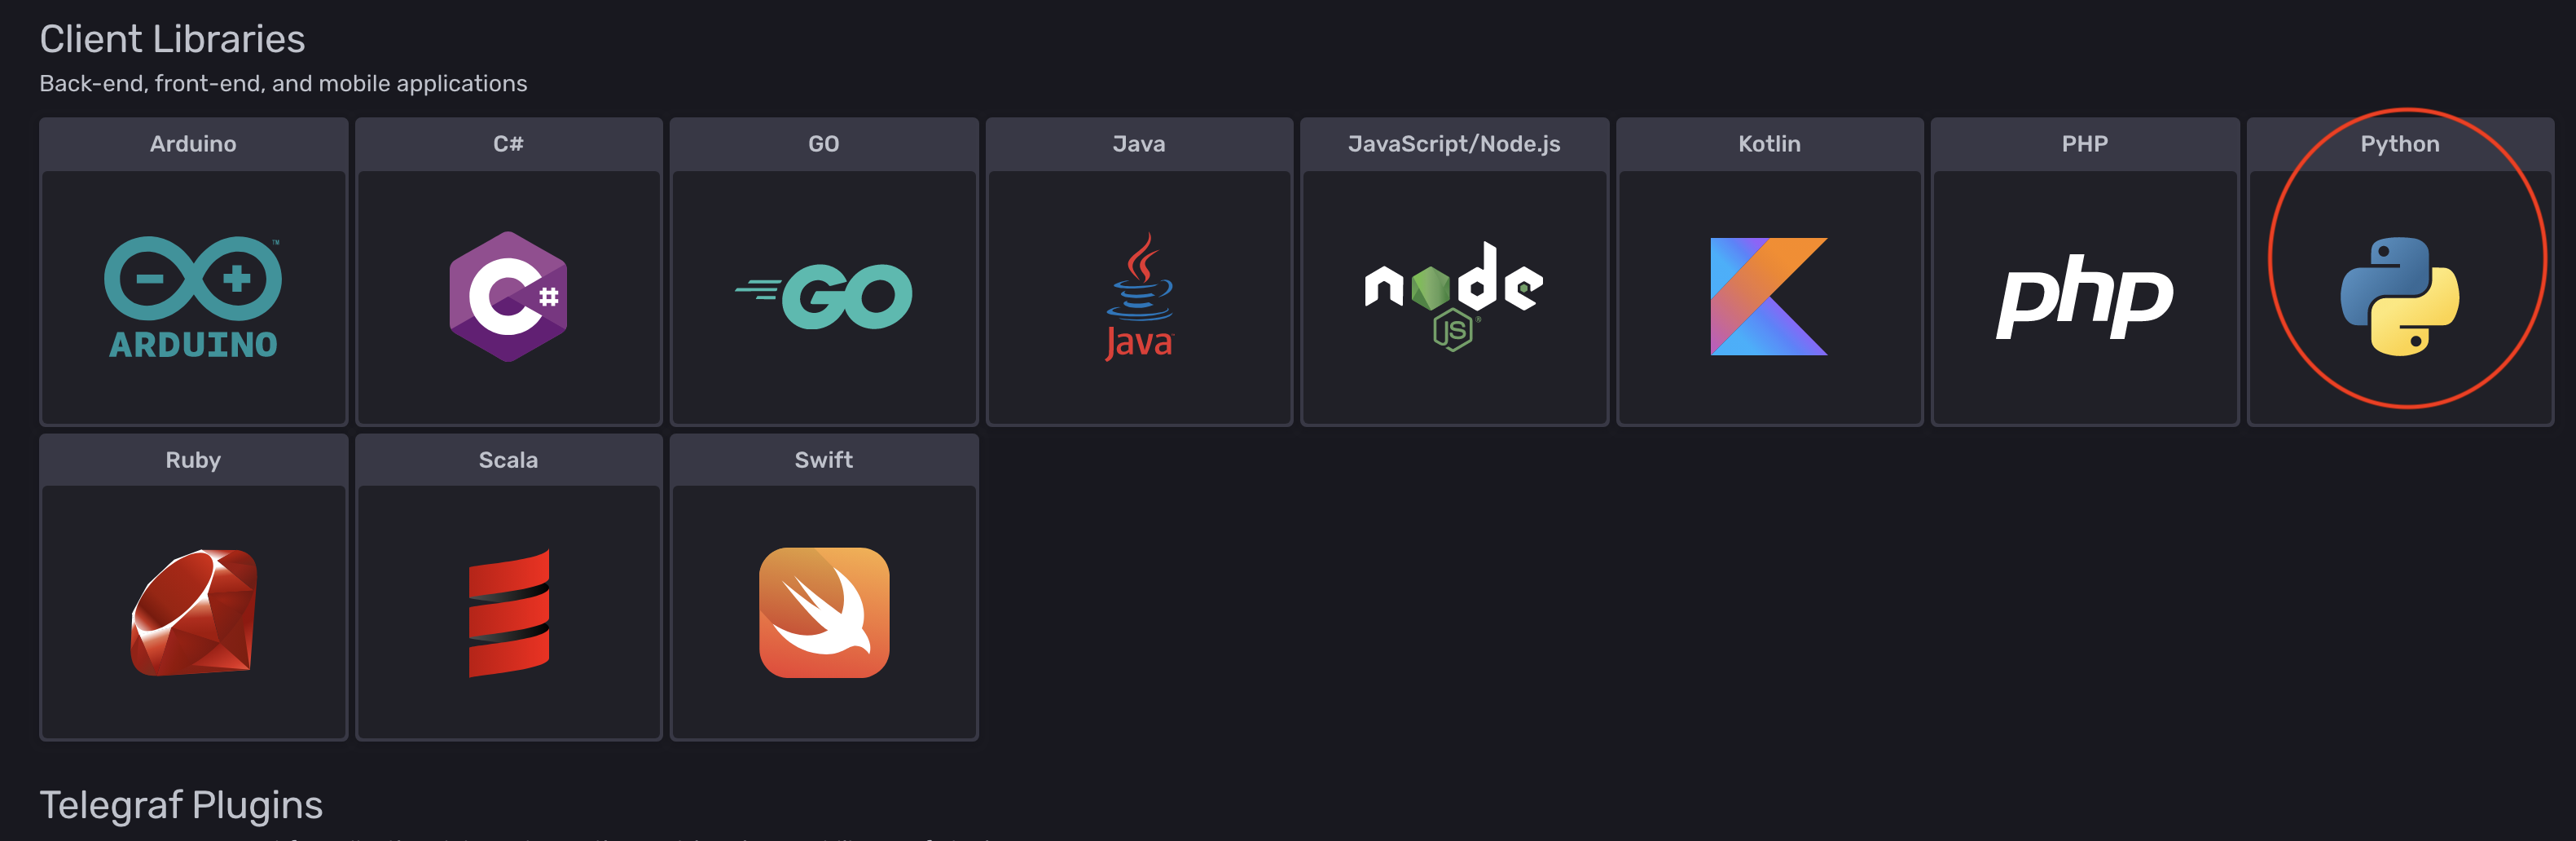 Client Libraries
Back-end, front-end, and mobile applications
Arduino C# GO Java JavaScript/Node.js Kotlin PHP Python
ARDUINO ™ C# GO Java node JS ® php
Ruby Scala Swift
Telegraf Plugins